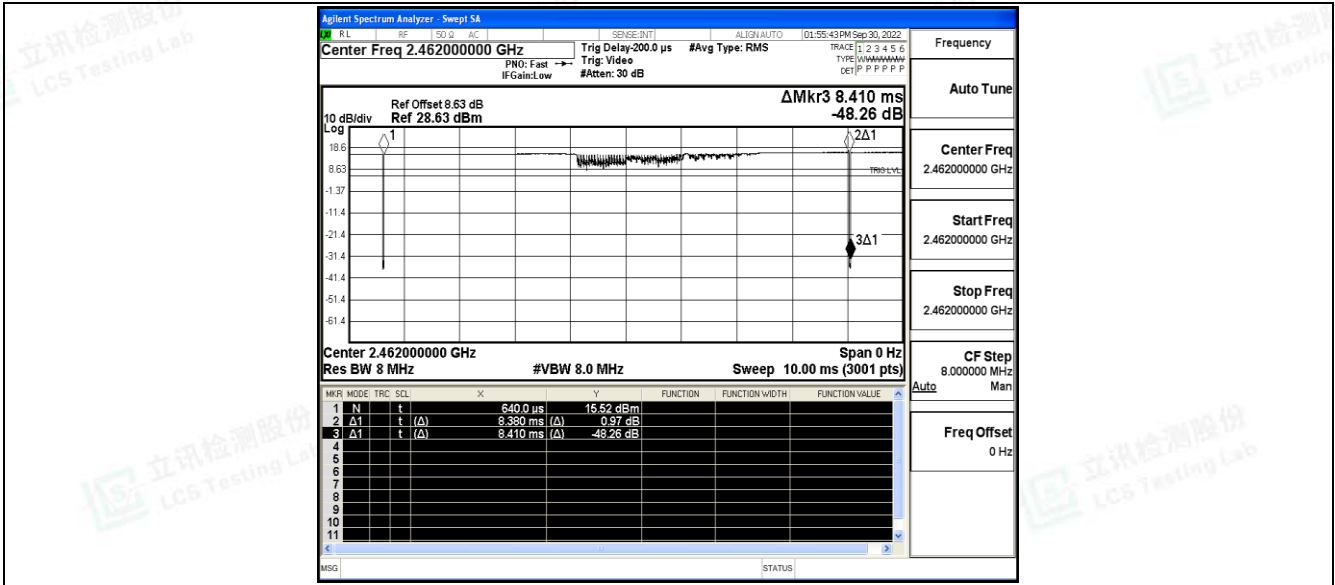 Agilent Spectrum Analyzer - Swept SA
RL RF 50 Ω AC SENSE:INT ALIGNAUTO 01:55:43 PM Sep 30, 2022
Center Freq 2.462000000 GHz
PNO: Fast
IFGain:Low
Trig Delay-200.0 µs
Trig: Video
#Atten: 30 dB
#Avg Type: RMS
TRACE 1 2 3 4 5 6
TYPE WWWWWW
DET P P P P P P
Frequency
Auto Tune
Center Freq
2.462000000 GHz
Start Freq
2.462000000 GHz
Stop Freq
2.462000000 GHz
CF Step
8.000000 MHz
Auto Man
Freq Offset
0 Hz
ΔMkr3 8.410 ms
-48.26 dB
Ref Offset 8.63 dB
10 dB/div Ref 28.63 dBm
Log
1
2Δ1
18.6
8.63
TRIG LVL
-1.37
-11.4
-21.4
3Δ1
-31.4
-41.4
-51.4
-61.4
Center 2.462000000 GHz Span 0 Hz
Res BW 8 MHz #VBW 8.0 MHz Sweep 10.00 ms (3001 pts)
MKR MODE TRC SCL X Y FUNCTION FUNCTION WIDTH FUNCTION VALUE
1 N t 640.0 µs 15.52 dBm
2 Δ1 t (Δ) 8.380 ms (Δ) 0.97 dB
3 Δ1 t (Δ) 8.410 ms (Δ) -48.26 dB
4
5
6
7
8
9
10
11
MSG STATUS
立讯检测股份
LCS Testing Lab
立讯检测股份
LCS Testing Lab
立讯检测股份
LCS Testing Lab